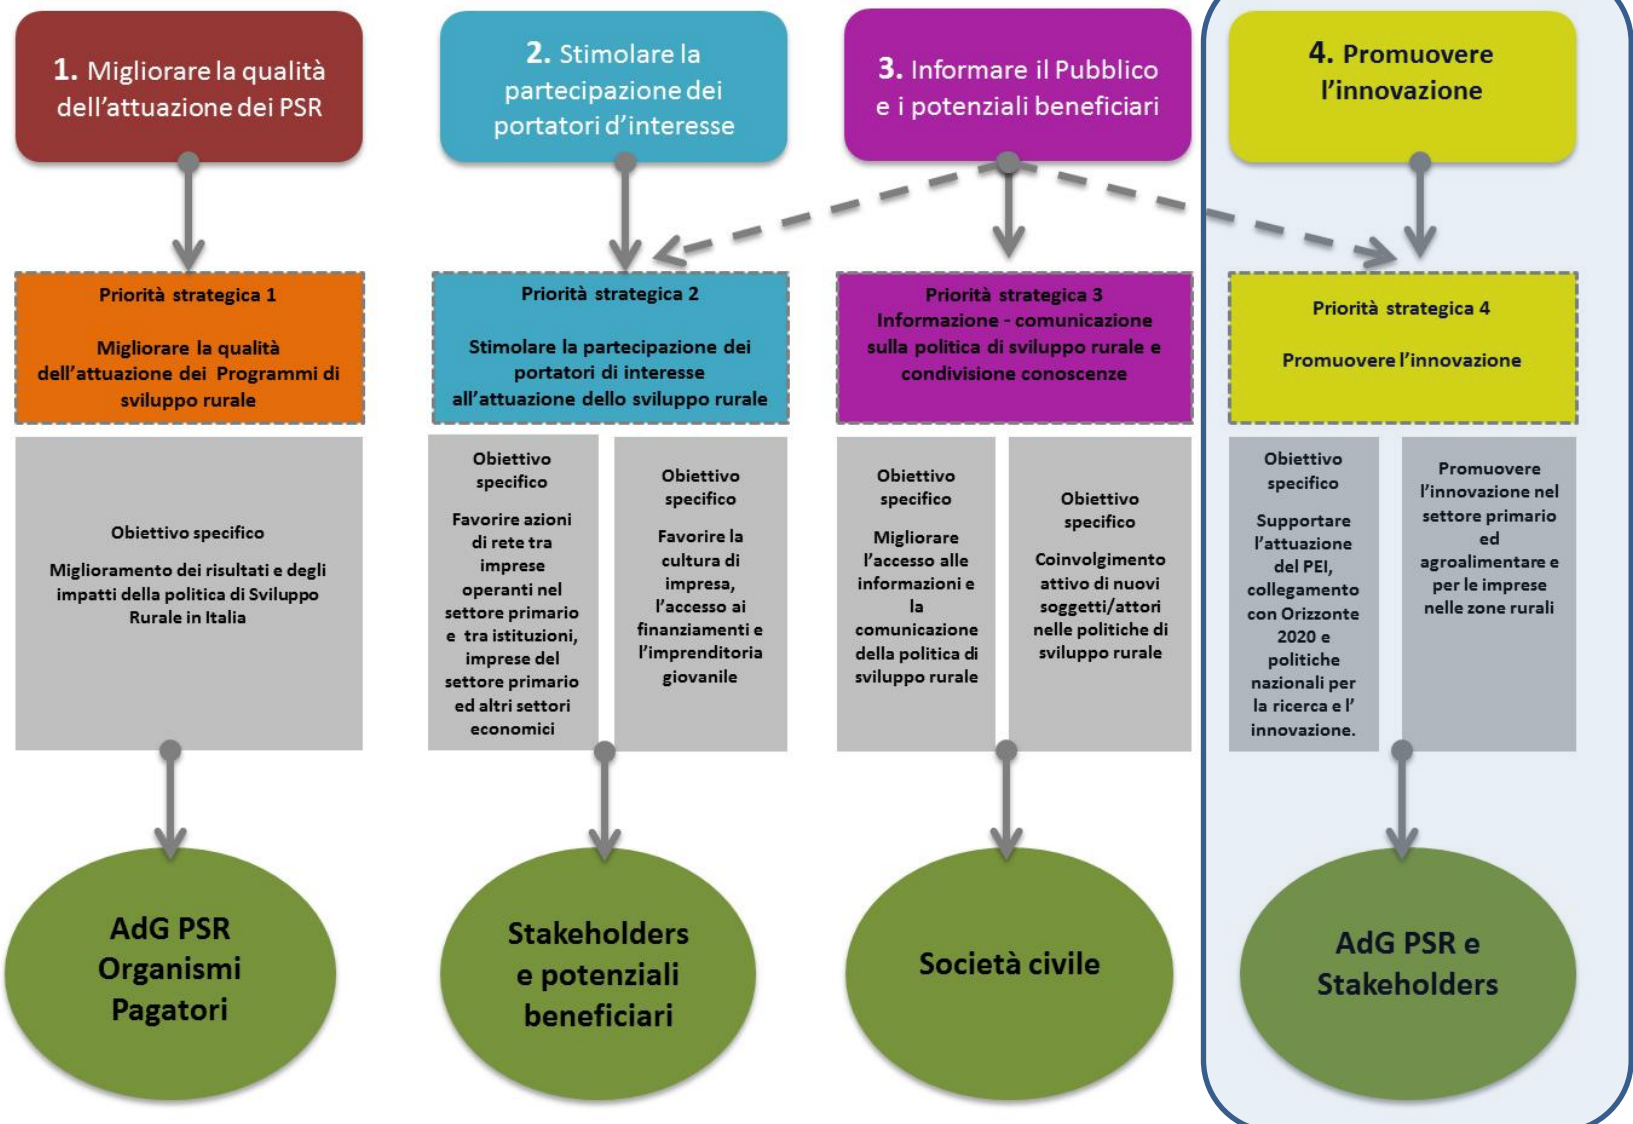 1. Migliorare la qualità
dell'attuazione dei PSR
2. Stimolare la
partecipazione dei
portatori d'interesse
3. Informare il Pubblico
e i potenziali beneficiari
4. Promuovere
l'innovazione
Priorità strategica 1
Migliorare la qualità
dell'attuazione dei Programmi di
sviluppo rurale
Priorità strategica 2
Stimolare la partecipazione dei
portatori di interesse
all'attuazione dello sviluppo rurale
Priorità strategica 3
Informazione - comunicazione
sulla politica di sviluppo rurale e
condivisione conoscenze
Priorità strategica 4
Promuovere l'innovazione
Obiettivo specifico
Miglioramento dei risultati e degli
impatti della politica di Sviluppo
Rurale in Italia
Obiettivo
specifico
Favorire azioni
di rete tra
imprese
operanti nel
settore primario
e tra istituzioni,
imprese del
settore primario
ed altri settori
economici
Obiettivo
specifico
Favorire la
cultura di
impresa,
l'accesso ai
finanziamenti e
l'imprenditoria
giovanile
Obiettivo
specifico
Migliorare
l'accesso alle
informazioni e
la
comunicazione
della politica di
sviluppo rurale
Obiettivo
specifico
Coinvolgimento
attivo di nuovi
soggetti/attori
nelle politiche di
sviluppo rurale
Obiettivo
specifico
Supportare
l'attuazione
del PEI,
collegamento
con Orizzonte
2020 e
politiche
nazionali per
la ricerca e l'
innovazione.
Promuovere
l'innovazione nel
settore primario
ed
agroalimentare e
per le imprese
nelle zone rurali
AdG PSR
Organismi
Pagatori
Stakeholders
e potenziali
beneficiari
Società civile
AdG PSR e
Stakeholders